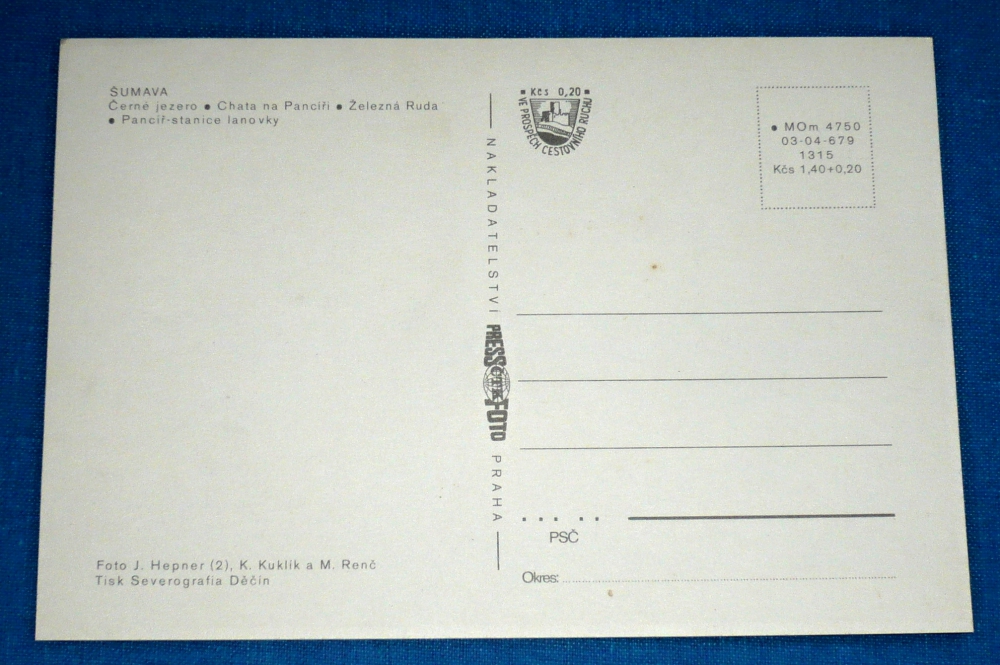 ŠUMAVA
Černé jezero • Chata na Pancíři • Železná Ruda
• Pancíř-stanice lanovky
Foto J. Hepner (2), K. Kuklík a M. Renč
Tisk Severografia Děčín
NAKLADATELSTVÍ PRESSFOTO PRAHA
ČTK
Kčs 0,20
VE PROSPĚCH CESTOVNÍHO RUCHU
• MOm 4750
03-04-679
1315
Kčs 1,40+0,20
PSČ
Okres: